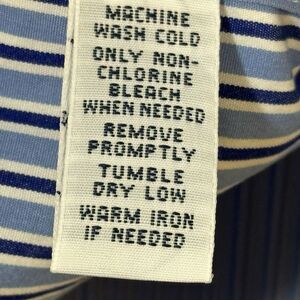 MACHINE
WASH COLD
ONLY NON-
CHLORINE
BLEACH
WHEN NEEDED
REMOVE
PROMPTLY
TUMBLE
DRY LOW
WARM IRON
IF NEEDED